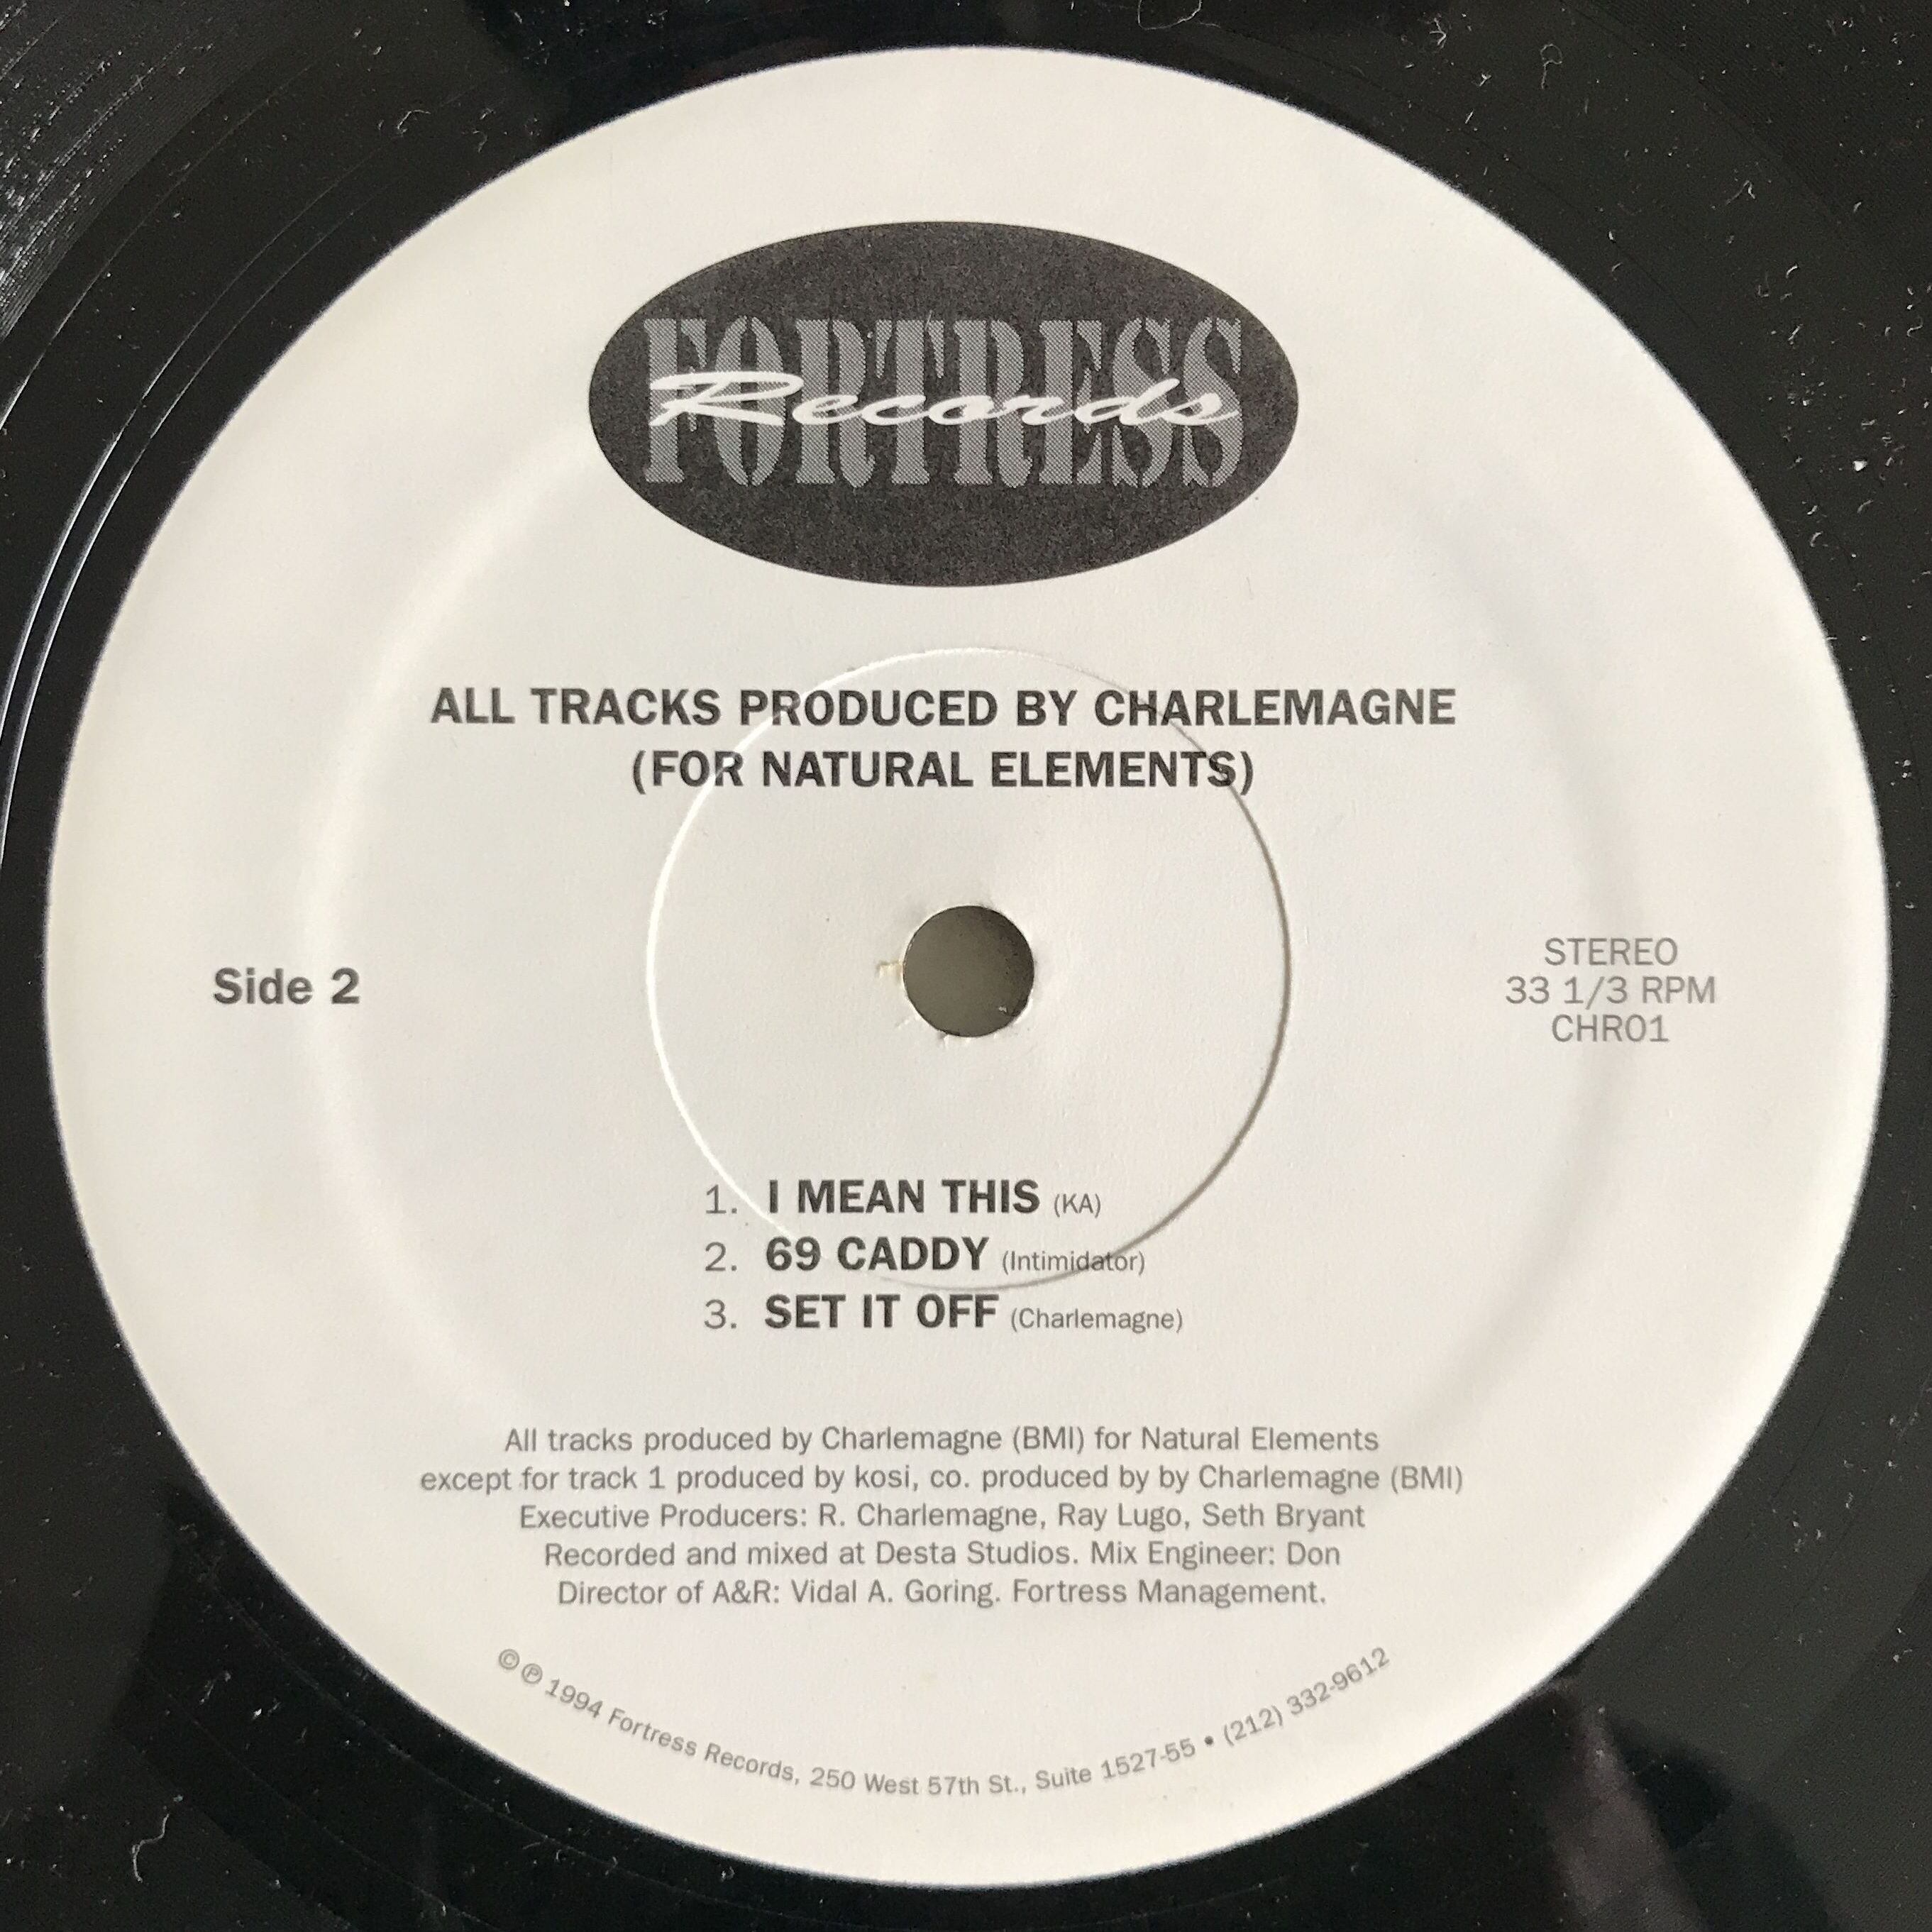 FORTRESS
Records
ALL TRACKS PRODUCED BY CHARLEMAGNE
(FOR NATURAL ELEMENTS)
Side 2
STEREO
33 1/3 RPM
CHR01
1. I MEAN THIS (KA)
2. 69 CADDY (Intimidator)
3. SET IT OFF (Charlemagne)
All tracks produced by Charlemagne (BMI) for Natural Elements
except for track 1 produced by kosi, co. produced by by Charlemagne (BMI)
Executive Producers: R. Charlemagne, Ray Lugo, Seth Bryant
Recorded and mixed at Desta Studios. Mix Engineer: Don
Director of A&R: Vidal A. Goring. Fortress Management.
©℗ 1994 Fortress Records, 250 West 57th St., Suite 1527-55 • (212) 332-9612